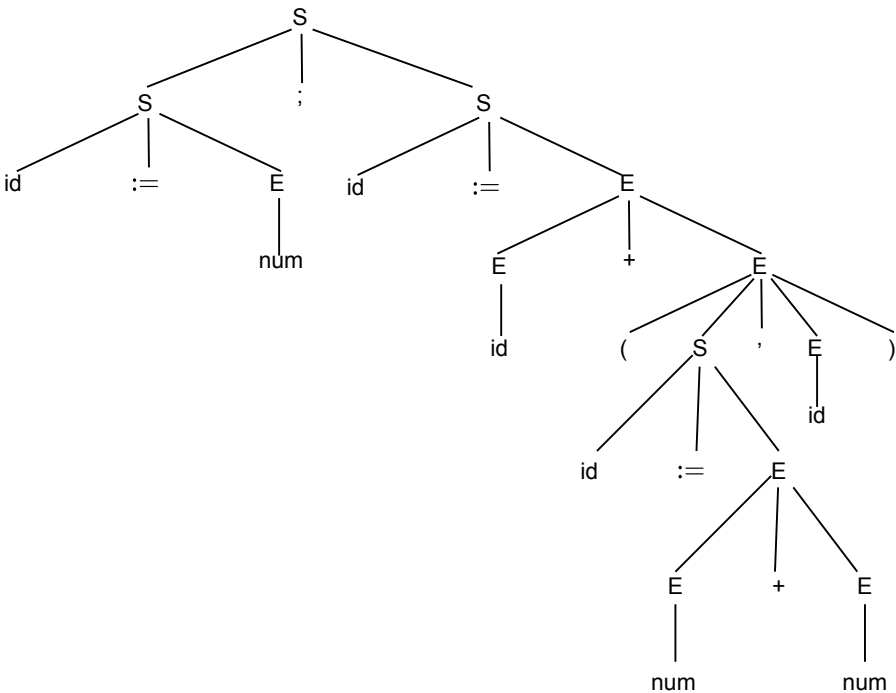 S
S ; S
id := E id := E
num E + E
id ( S , E )
id
id := E
E + E
num num